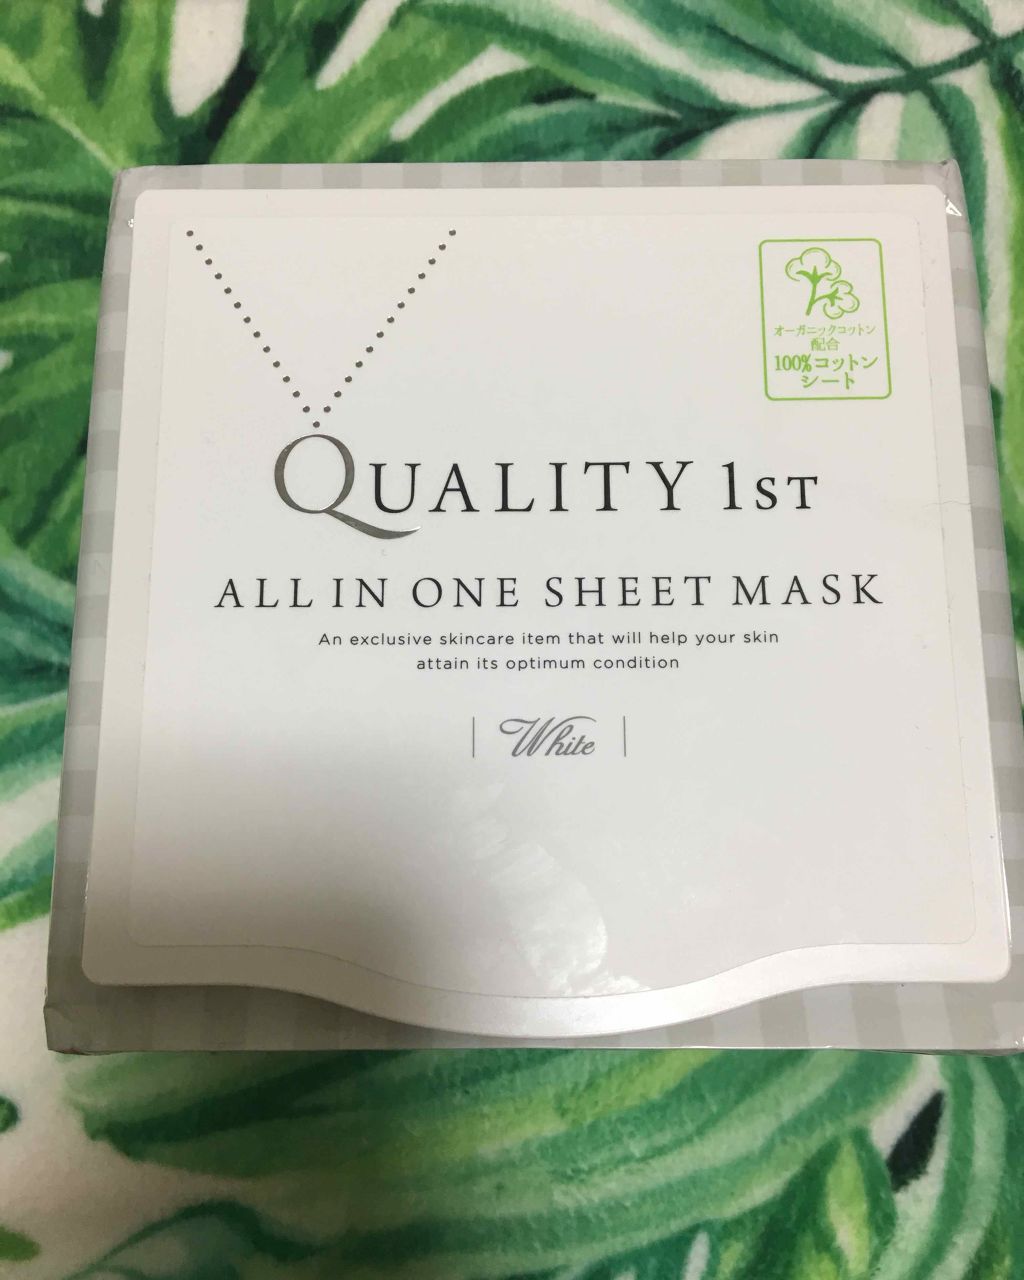 オーガニックコットン
配合
100%コットン
シート
QUALITY 1ST
ALL IN ONE SHEET MASK
An exclusive skincare item that will help your skin
attain its optimum condition
White